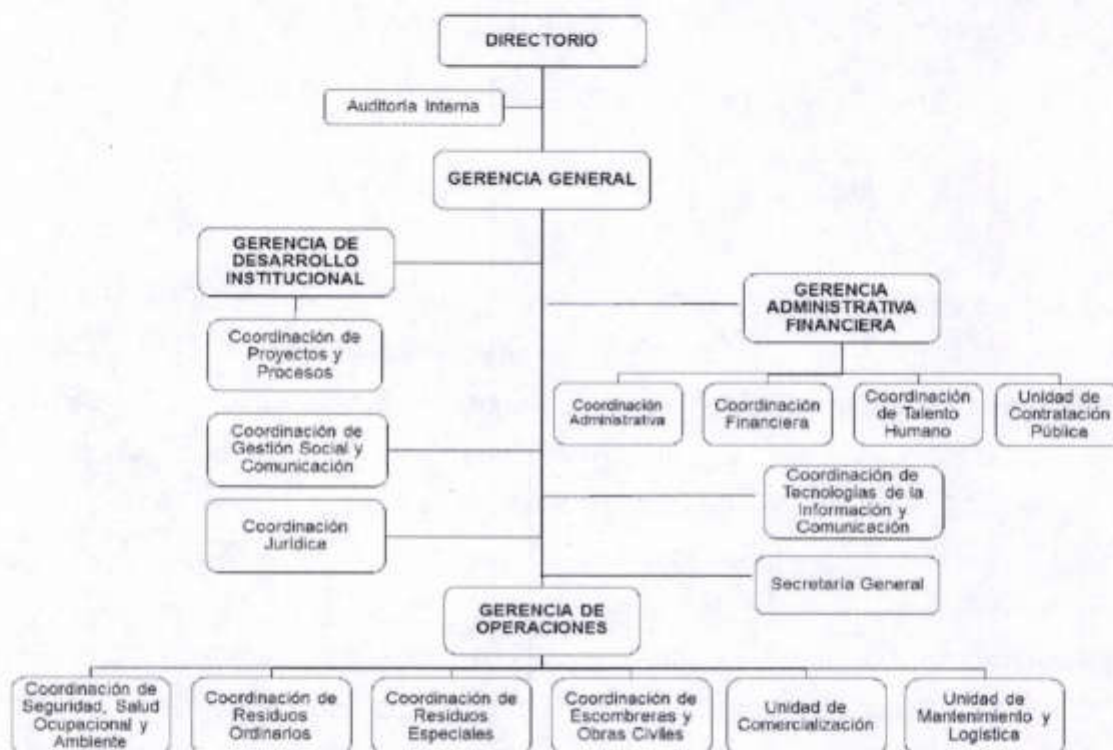 DIRECTORIO
Auditoría Interna
GERENCIA GENERAL
GERENCIA DE
DESARROLLO
INSTITUCIONAL
GERENCIA
ADMINISTRATIVA
FINANCIERA
Coordinación de
Proyectos y
Procesos
Coordinación
Administrativa
Coordinación
Financiera
Coordinación
de Talento
Humano
Unidad de
Contratación
Pública
Coordinación de
Gestión Social y
Comunicación
Coordinación de
Tecnologías de la
Información y
Comunicación
Coordinación
Jurídica
Secretaría General
GERENCIA DE
OPERACIONES
Coordinación de
Seguridad, Salud
Ocupacional y
Ambiente
Coordinación de
Residuos
Ordinarios
Coordinación de
Residuos
Especiales
Coordinación de
Escombreras y
Obras Civiles
Unidad de
Comercialización
Unidad de
Mantenimiento y
Logística